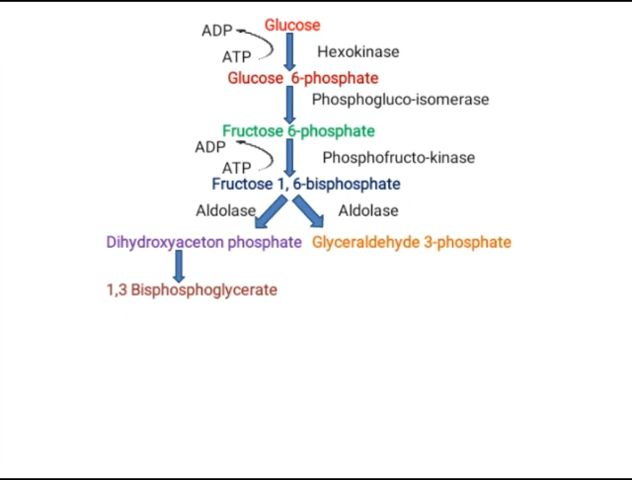 Glucose
ADP
ATP
Hexokinase
Glucose 6-phosphate
Phosphogluco-isomerase
Fructose 6-phosphate
ADP
ATP
Phosphofructo-kinase
Fructose 1, 6-bisphosphate
Aldolase
Aldolase
Dihydroxyaceton phosphate
Glyceraldehyde 3-phosphate
1,3 Bisphosphoglycerate